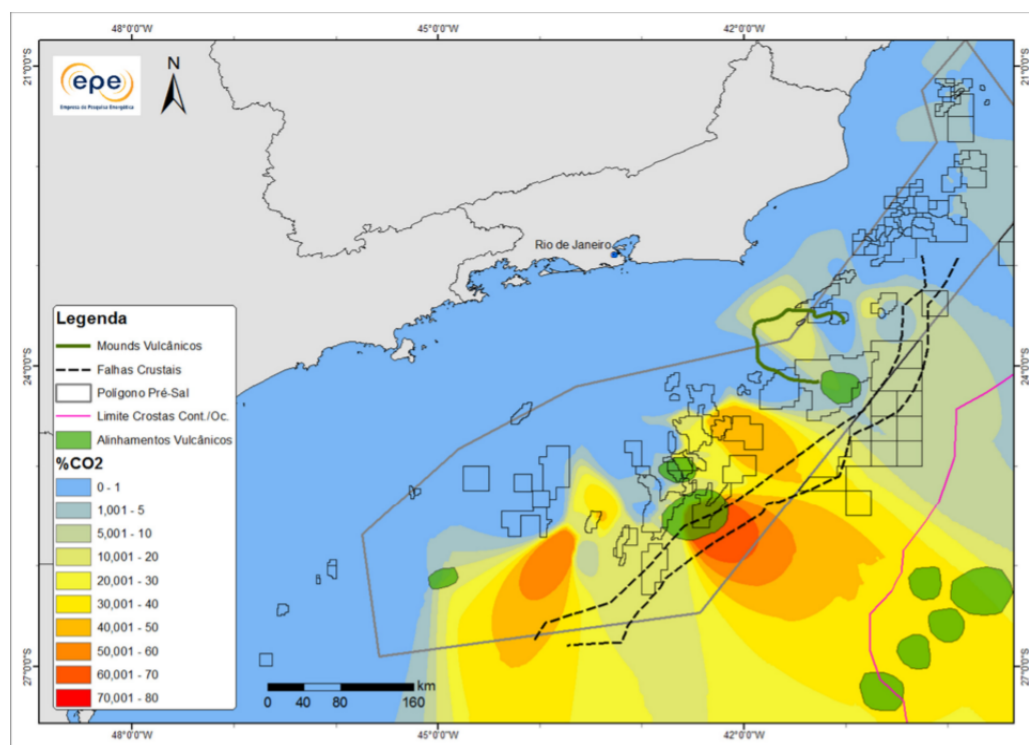 48°0'0"W
45°0'0"W
42°0'0"W
21°0'0"S
21°0'0"S
epe
Empresa de Pesquisa Energética
N
Rio de Janeiro
Legenda
Mounds Vulcânicos
Falhas Crustais
Polígono Pré-Sal
Limite Crostas Cont./Oc.
Alinhamentos Vulcânicos
%CO2
0 - 1
1,001 - 5
5,001 - 10
10,001 - 20
20,001 - 30
30,001 - 40
40,001 - 50
50,001 - 60
60,001 - 70
70,001 - 80
24°0'0"S
24°0'0"S
27°0'0"S
27°0'0"S
km
0 40 80 160
48°0'0"W
45°0'0"W
42°0'0"W